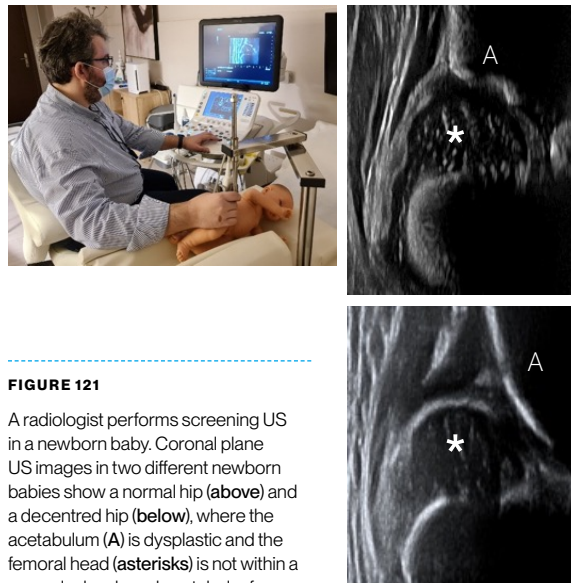 A
*
A
*
FIGURE 121
A radiologist performs screening US
in a newborn baby. Coronal plane
US images in two different newborn
babies show a normal hip (above) and
a decentred hip (below), where the
acetabulum (A) is dysplastic and the
femoral head (asterisks) is not within a